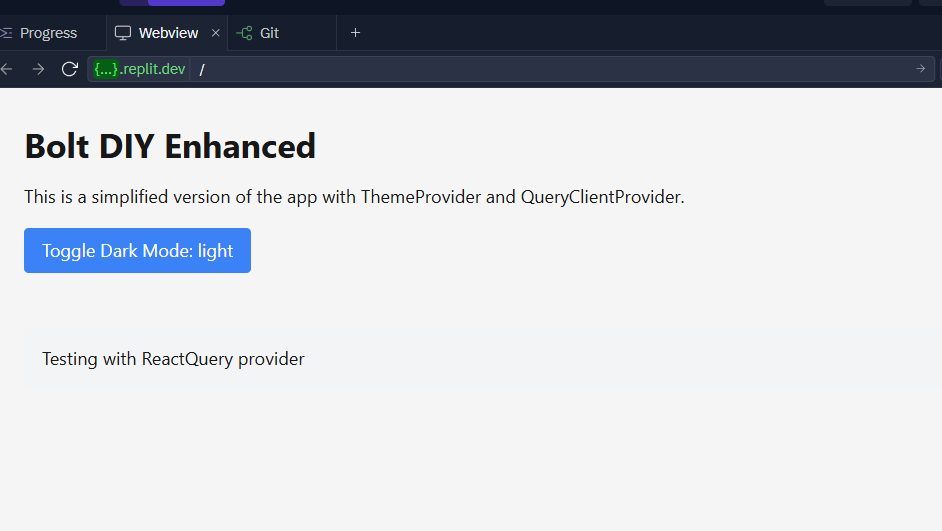 Progress
Webview
Git
{...}.replit.dev /
Bolt DIY Enhanced
This is a simplified version of the app with ThemeProvider and QueryClientProvider.
Toggle Dark Mode: light
Testing with ReactQuery provider